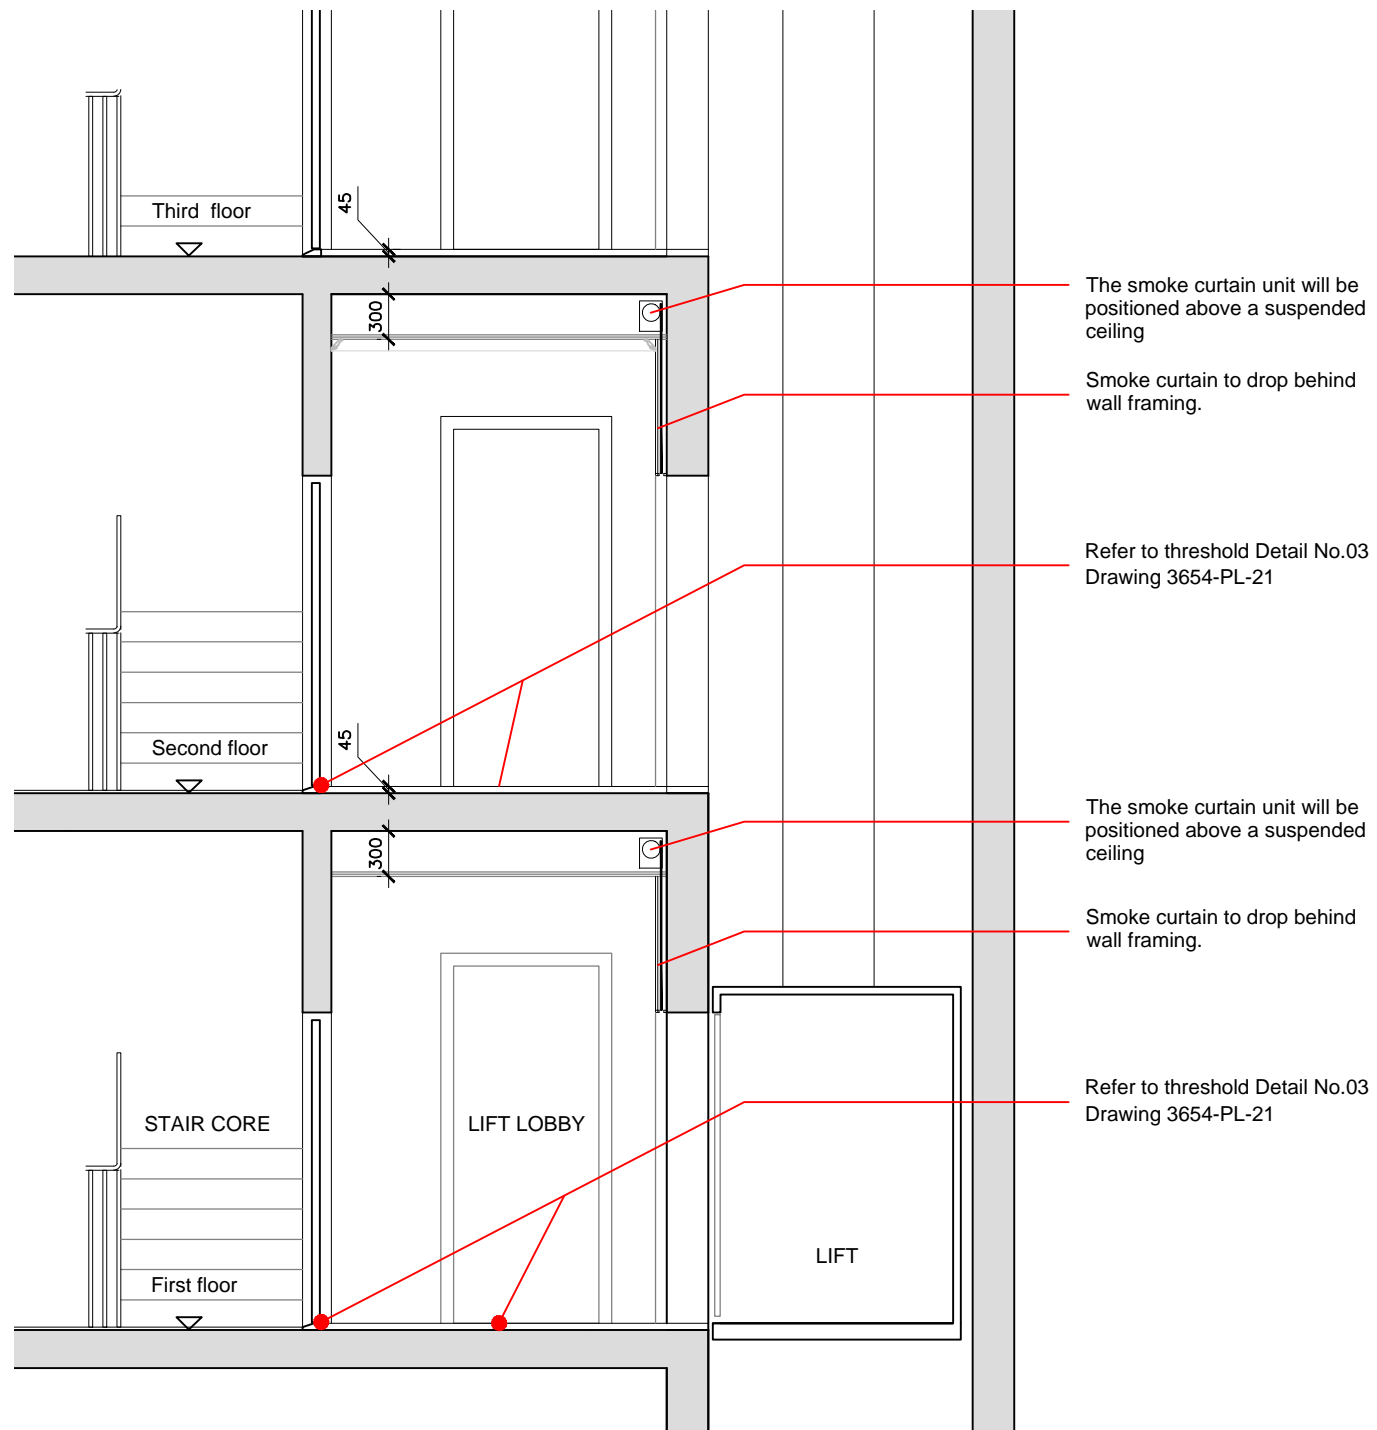 Third floor
45
300
The smoke curtain unit will be
positioned above a suspended
ceiling
Smoke curtain to drop behind
wall framing.
Refer to threshold Detail No.03
Drawing 3654-PL-21
Second floor
45
300
The smoke curtain unit will be
positioned above a suspended
ceiling
Smoke curtain to drop behind
wall framing.
Refer to threshold Detail No.03
Drawing 3654-PL-21
STAIR CORE
LIFT LOBBY
LIFT
First floor